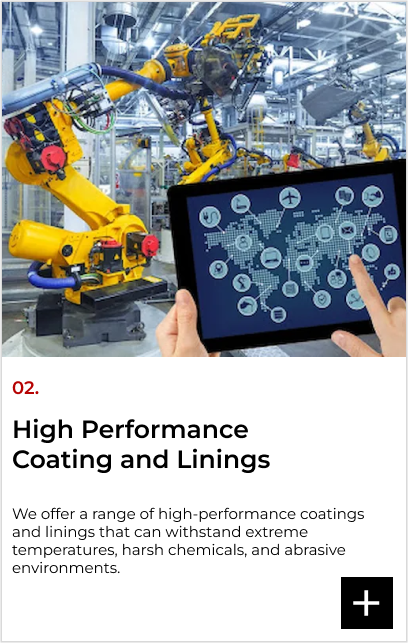 02.
High Performance
Coating and Linings
We offer a range of high-performance coatings
and linings that can withstand extreme
temperatures, harsh chemicals, and abrasive
environments.